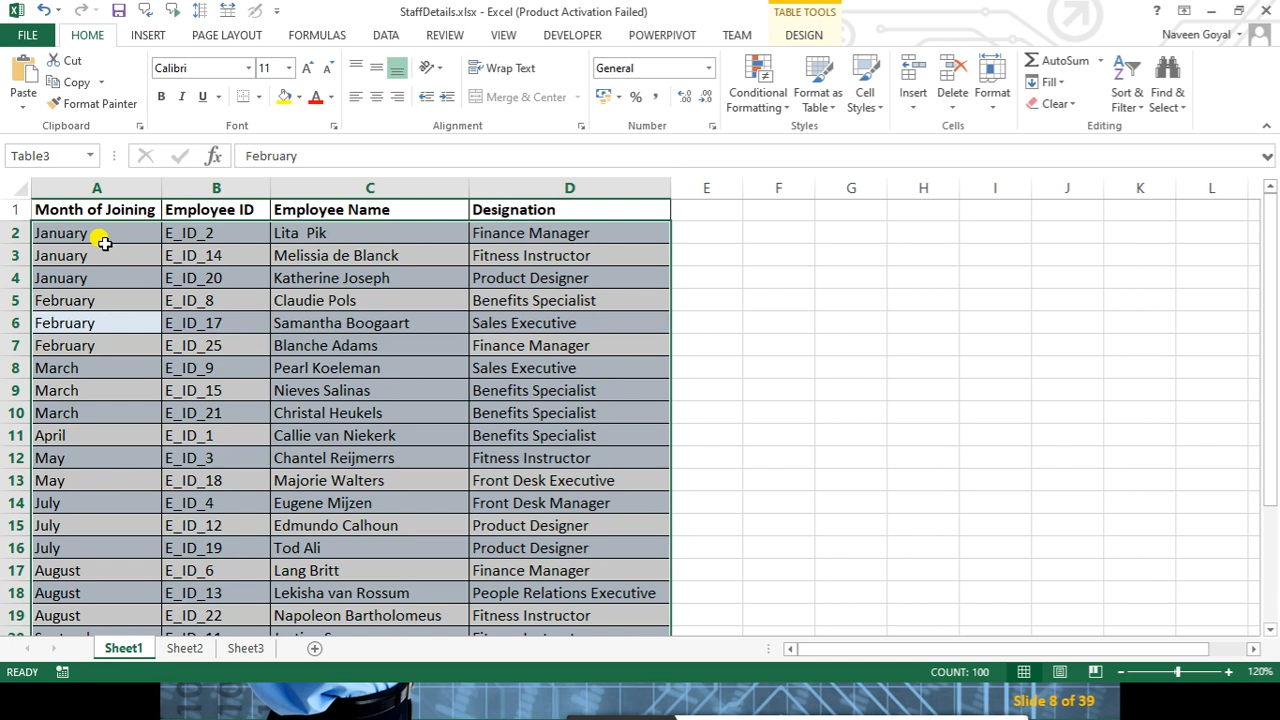 StaffDetails.xlsx - Excel (Product Activation Failed)
TABLE TOOLS
?
FILE HOME INSERT PAGE LAYOUT FORMULAS DATA REVIEW VIEW DEVELOPER POWERPIVOT TEAM DESIGN
Naveen Goyal
Paste
Cut
Copy
Format Painter
Clipboard
Calibri 11
B I U
Font
Wrap Text
Merge & Center
Alignment
General
%
Number
Conditional Formatting
Format as Table
Cell Styles
Styles
Insert
Delete
Format
Cells
AutoSum
Fill
Clear
Sort & Filter
Find & Select
Editing
Table3 fx February
A B C D E F G H I J K L
1 Month of Joining Employee ID Employee Name Designation
2 January E_ID_2 Lita Pik Finance Manager
3 January E_ID_14 Melissia de Blanck Fitness Instructor
4 January E_ID_20 Katherine Joseph Product Designer
5 February E_ID_8 Claudie Pols Benefits Specialist
6 February E_ID_17 Samantha Boogaart Sales Executive
7 February E_ID_25 Blanche Adams Finance Manager
8 March E_ID_9 Pearl Koeleman Sales Executive
9 March E_ID_15 Nieves Salinas Benefits Specialist
10 March E_ID_21 Christal Heukels Benefits Specialist
11 April E_ID_1 Callie van Niekerk Benefits Specialist
12 May E_ID_3 Chantel Reijmerrs Fitness Instructor
13 May E_ID_18 Majorie Walters Front Desk Executive
14 July E_ID_4 Eugene Mijzen Front Desk Manager
15 July E_ID_12 Edmundo Calhoun Product Designer
16 July E_ID_19 Tod Ali Product Designer
17 August E_ID_6 Lang Britt Finance Manager
18 August E_ID_13 Lekisha van Rossum People Relations Executive
19 August E_ID_22 Napoleon Bartholomeus Fitness Instructor
Sheet1 Sheet2 Sheet3
READY COUNT: 100 120%
Slide 8 of 39